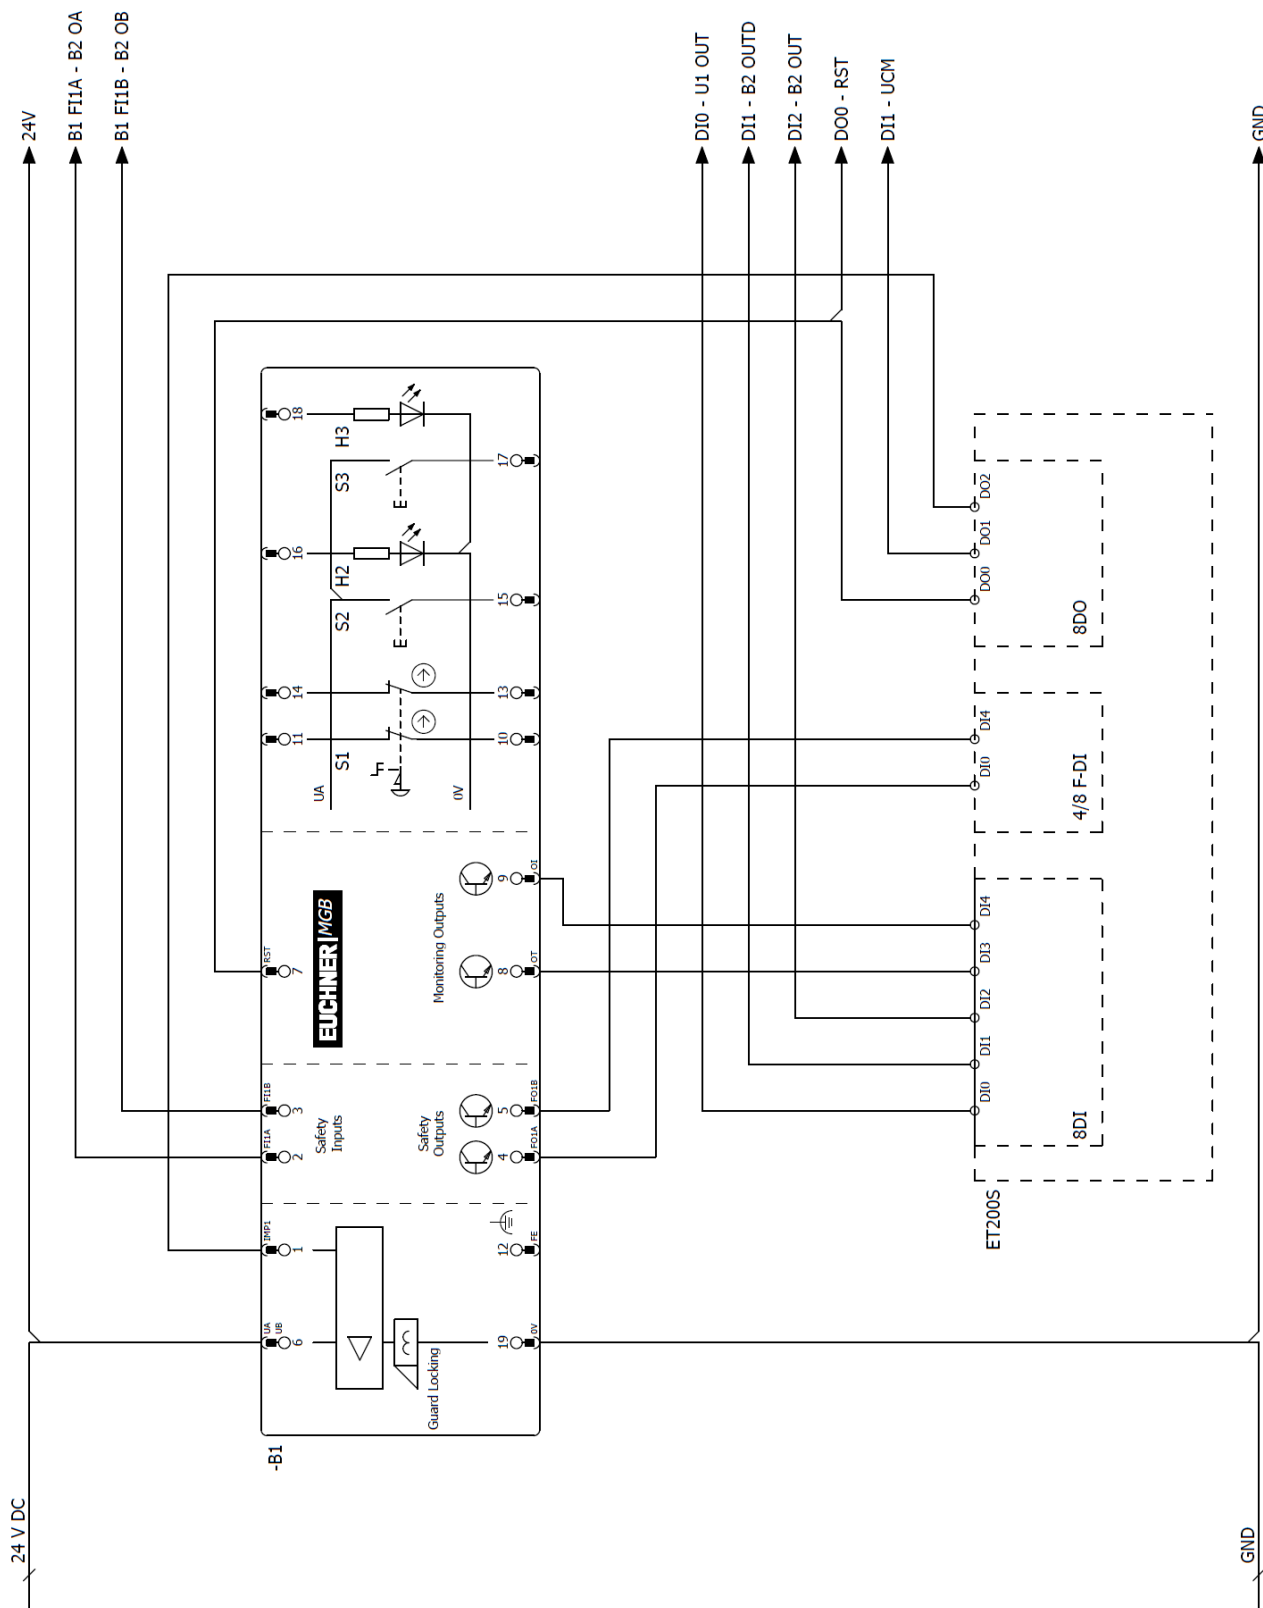 24V
B1 FI1A - B2 OA
B1 FI1B - B2 OB
DI0 - U1 OUT
DI1 - B2 OUTD
DI2 - B2 OUT
DO0 - RST
DI1 - UCM
GND
18
H3
S3
17
16
H2
S2
15
14
13
11
S1
10
UA
0V
DO2
DO1
DO0
8DO
DI4
DI0
4/8 F-DI
DI4
DI3
DI2
DI1
DI0
8DI
ET200S
OI
9
RST
7
EUCHNER|MGB
Monitoring Outputs
8
OT
FI1B
3
FI1A
2
Safety
Inputs
Safety
Outputs
5
FO1B
4
FO1A
IMP1
1
12
FE
UA
UB
6
19
0V
Guard Locking
-B1
24 V DC
GND